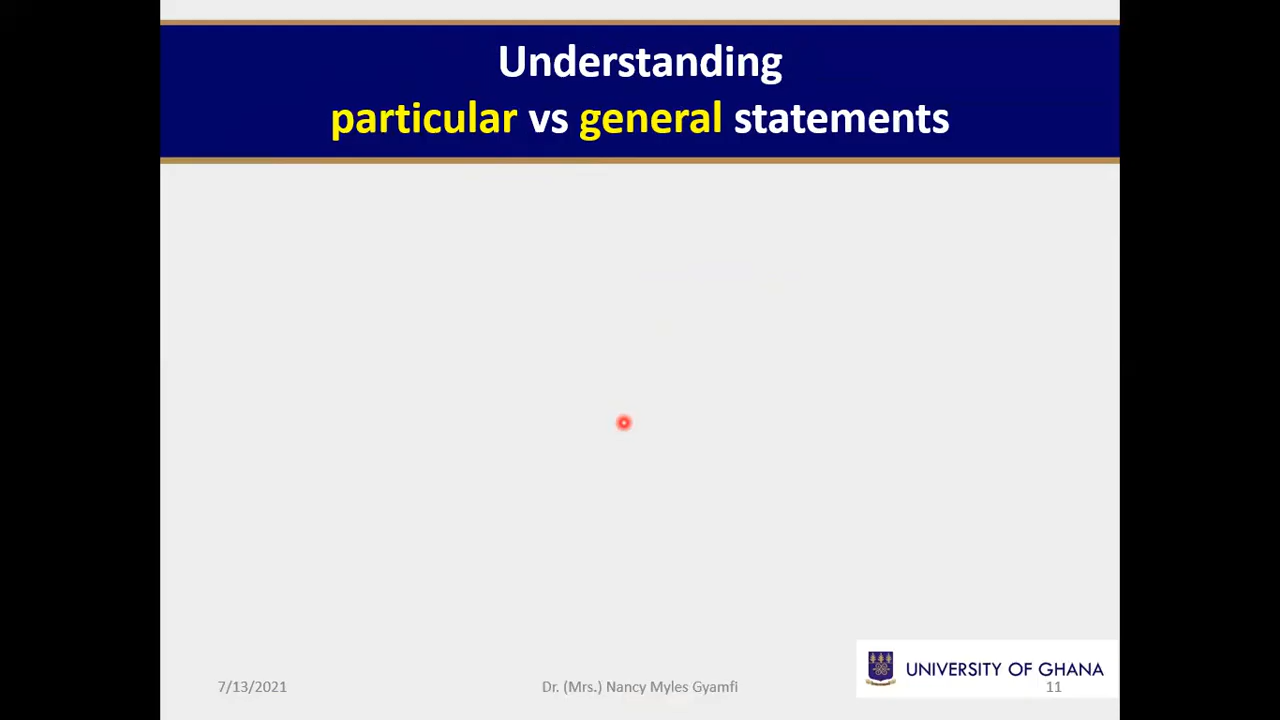 Understanding
particular vs general statements
7/13/2021
Dr. (Mrs.) Nancy Myles Gyamfi
UNIVERSITY OF GHANA
11